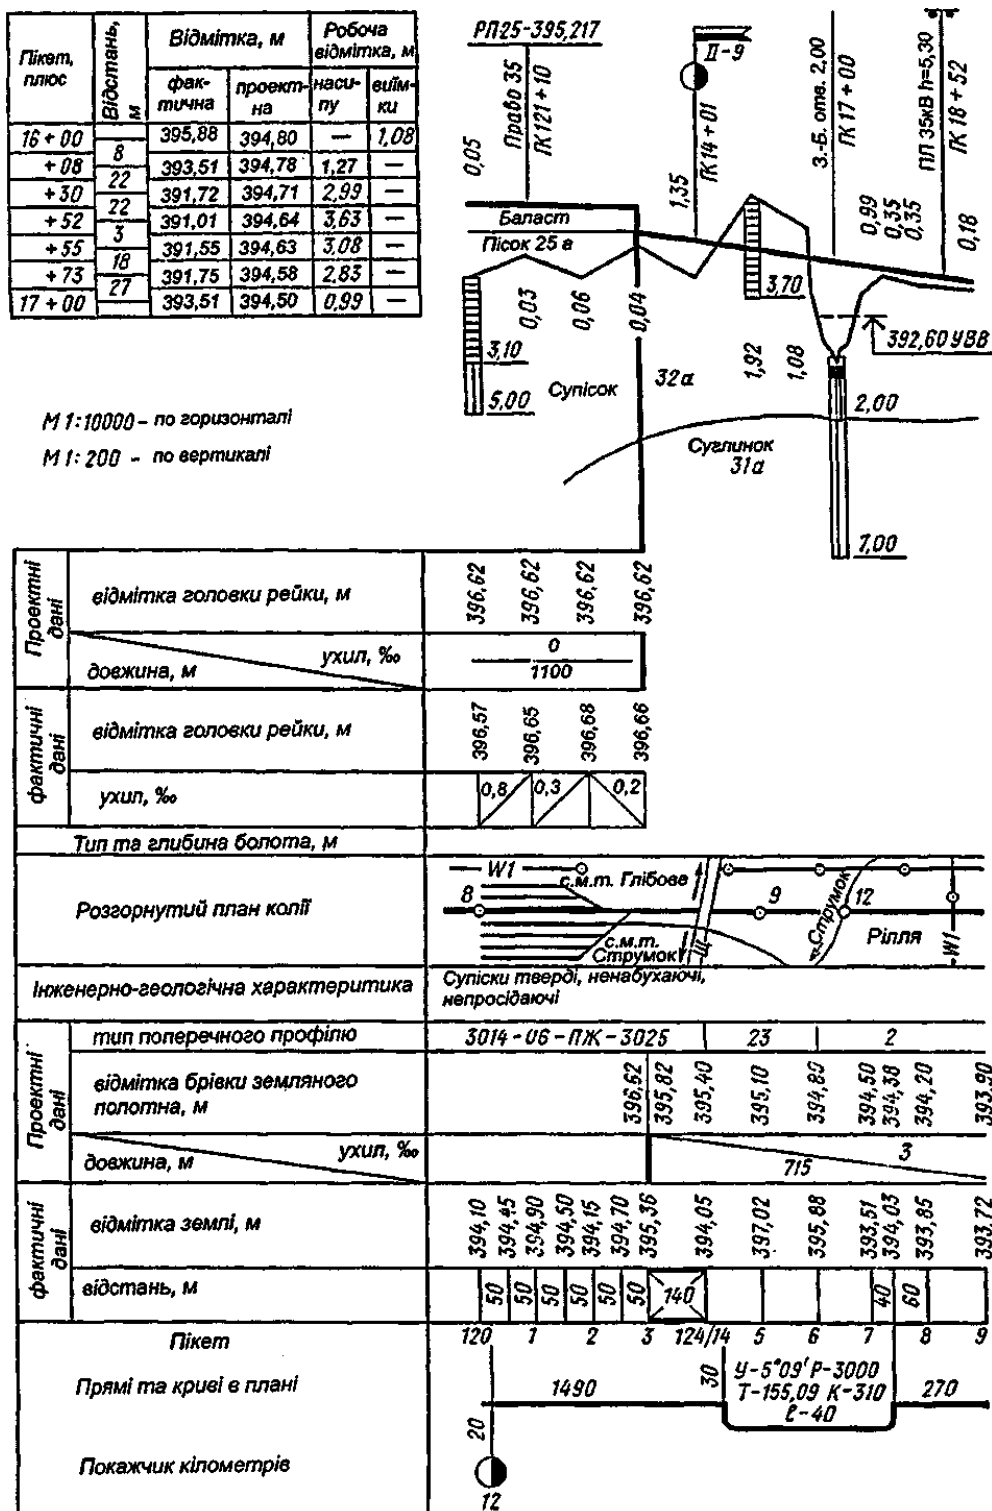 Пікет, плюс
Відстань, м
Відмітка, м
Робоча відмітка, м
фактична
проектна
насипу
виїмки
16 + 00 395,88 394,80 — 1,08
8
+ 08 393,51 394,78 1,27 —
22
+ 30 391,72 394,71 2,99 —
22
+ 52 391,01 394,64 3,63 —
3
+ 55 391,55 394,63 3,08 —
18
+ 73 391,75 394,58 2,83 —
27
17 + 00 393,51 394,50 0,99 —
М 1:10000 – по горизонталі
М 1:200 – по вертикалі
РП25-395,217
Право 35
ПК121+10
II-9
ПК14+01
З.-Б. отв. 2,00
ПК 17 + 00
ПЛ 35кВ h=5,30
ПК 18 + 52
0,05
1,35
0,99
0,35
0,35
0,18
Баласт
Пісок 25 а
0,03
0,06
0,04
3,70
392,60 УВВ
1,92
1,08
3,10
5,00
Супісок
32а
2,00
Суглинок
31а
7,00
Проектні дані
відмітка головки рейки, м
396,62 396,62 396,62 396,62
ухил, ‰
довжина, м
0
1100
фактичні дані
відмітка головки рейки, м
396,57 396,65 396,68 396,66
ухил, ‰
0,8 0,3 0,2
Тип та глибина болота, м
Розгорнутий план колії
W1
8
с.м.т. Глібове
с.м.т. Струмок
Щ
9
Струмок
12
Рілля
W1
Інженерно-геологічна характеритика
Супіски тверді, ненабухаючі,
непросідаючі
Проектні дані
тип поперечного профілю
3014-06-ПЖ-3025 23 2
відмітка брівки земляного
полотна, м
396,62 395,82 395,40 395,10 394,80 394,50 394,38 394,20 393,90
ухил, ‰
довжина, м
3
715
фактичні дані
відмітка землі, м
394,10 394,45 394,90 394,50 394,15 394,70 395,36 394,05 397,02 395,88 393,51 394,03 393,85 393,72
відстань, м
50 50 50 50 50 50 140 40 60
Пікет
120 1 2 3 124/14 5 6 7 8 9
Прямі та криві в плані
1490
30
У-5°09′ Р-3000
Т-155,09 К-310
ℓ-40
270
20
Покажчик кілометрів
12